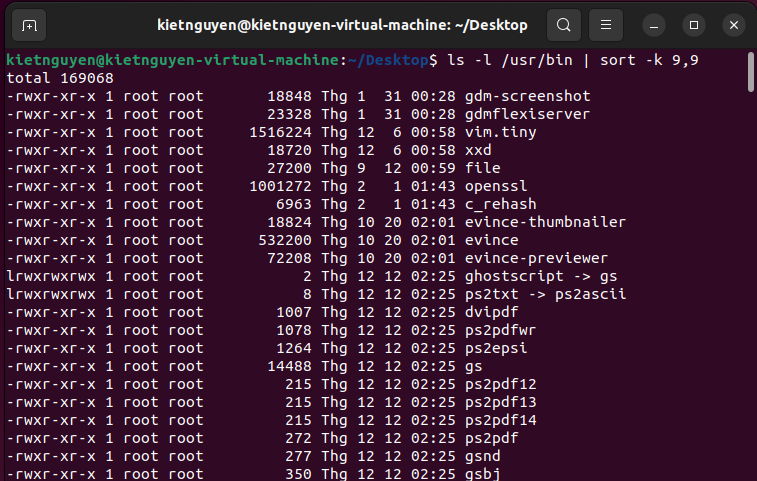 kietnguyen@kietnguyen-virtual-machine: ~/Desktop
kietnguyen@kietnguyen-virtual-machine:~/Desktop$ ls -l /usr/bin | sort -k 9,9
total 169068
-rwxr-xr-x 1 root root       18848 Thg 1  31 00:28 gdm-screenshot
-rwxr-xr-x 1 root root       23328 Thg 1  31 00:28 gdmflexiserver
-rwxr-xr-x 1 root root     1516224 Thg 12  6 00:58 vim.tiny
-rwxr-xr-x 1 root root       18720 Thg 12  6 00:58 xxd
-rwxr-xr-x 1 root root       27200 Thg 9  12 00:59 file
-rwxr-xr-x 1 root root     1001272 Thg 2   1 01:43 openssl
-rwxr-xr-x 1 root root        6963 Thg 2   1 01:43 c_rehash
-rwxr-xr-x 1 root root       18824 Thg 10 20 02:01 evince-thumbnailer
-rwxr-xr-x 1 root root      532200 Thg 10 20 02:01 evince
-rwxr-xr-x 1 root root       72208 Thg 10 20 02:01 evince-previewer
lrwxrwxrwx 1 root root           2 Thg 12 12 02:25 ghostscript -> gs
lrwxrwxrwx 1 root root           8 Thg 12 12 02:25 ps2txt -> ps2ascii
-rwxr-xr-x 1 root root        1007 Thg 12 12 02:25 dvipdf
-rwxr-xr-x 1 root root        1078 Thg 12 12 02:25 ps2pdfwr
-rwxr-xr-x 1 root root        1264 Thg 12 12 02:25 ps2epsi
-rwxr-xr-x 1 root root       14488 Thg 12 12 02:25 gs
-rwxr-xr-x 1 root root         215 Thg 12 12 02:25 ps2pdf12
-rwxr-xr-x 1 root root         215 Thg 12 12 02:25 ps2pdf13
-rwxr-xr-x 1 root root         215 Thg 12 12 02:25 ps2pdf14
-rwxr-xr-x 1 root root         272 Thg 12 12 02:25 ps2pdf
-rwxr-xr-x 1 root root         277 Thg 12 12 02:25 gsnd
-rwxr-xr-x 1 root root         350 Thg 12 12 02:25 gsbj